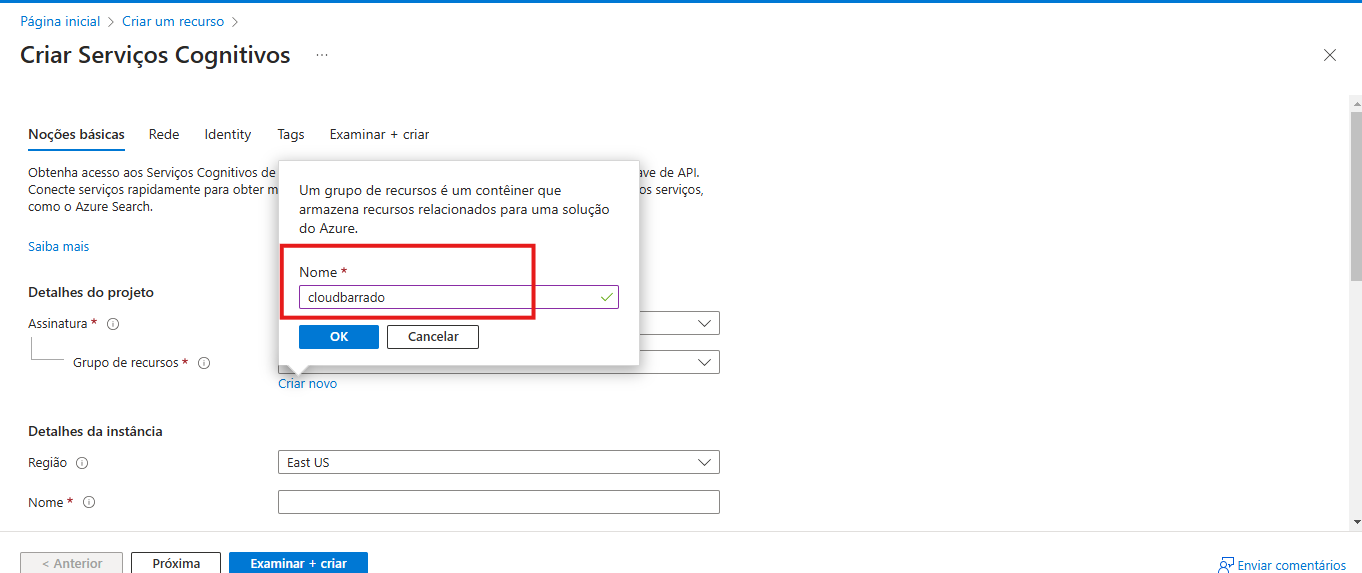 Página inicial > Criar um recurso >
Criar Serviços Cognitivos ...
Noções básicas Rede Identity Tags Examinar + criar
Obtenha acesso aos Serviços Cognitivos de
ave de API.
Conecte serviços rapidamente para obter m
os serviços,
como o Azure Search.
Um grupo de recursos é um contêiner que
armazena recursos relacionados para uma solução
do Azure.
Saiba mais
Nome *
cloudbarrado
OK Cancelar
Detalhes do projeto
Assinatura *
Grupo de recursos *
Criar novo
Detalhes da instância
Região
East US
Nome *
< Anterior Próxima Examinar + criar
Enviar comentários